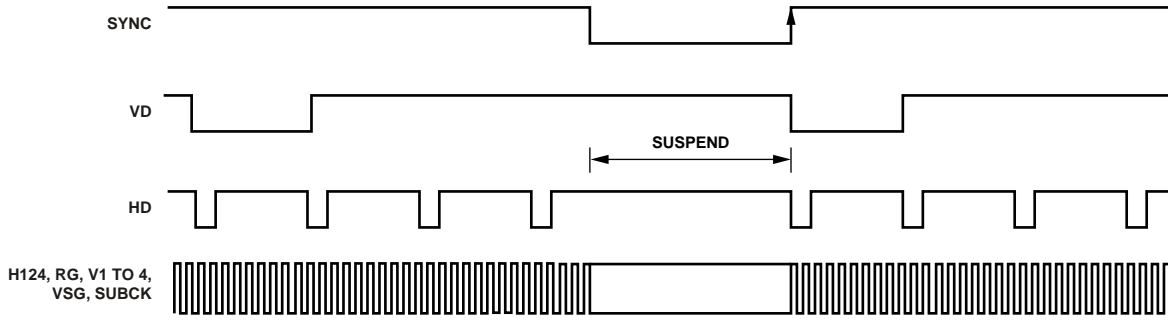 SYNC
VD
SUSPEND
HD
H124, RG, V1 TO 4,
VSG, SUBCK